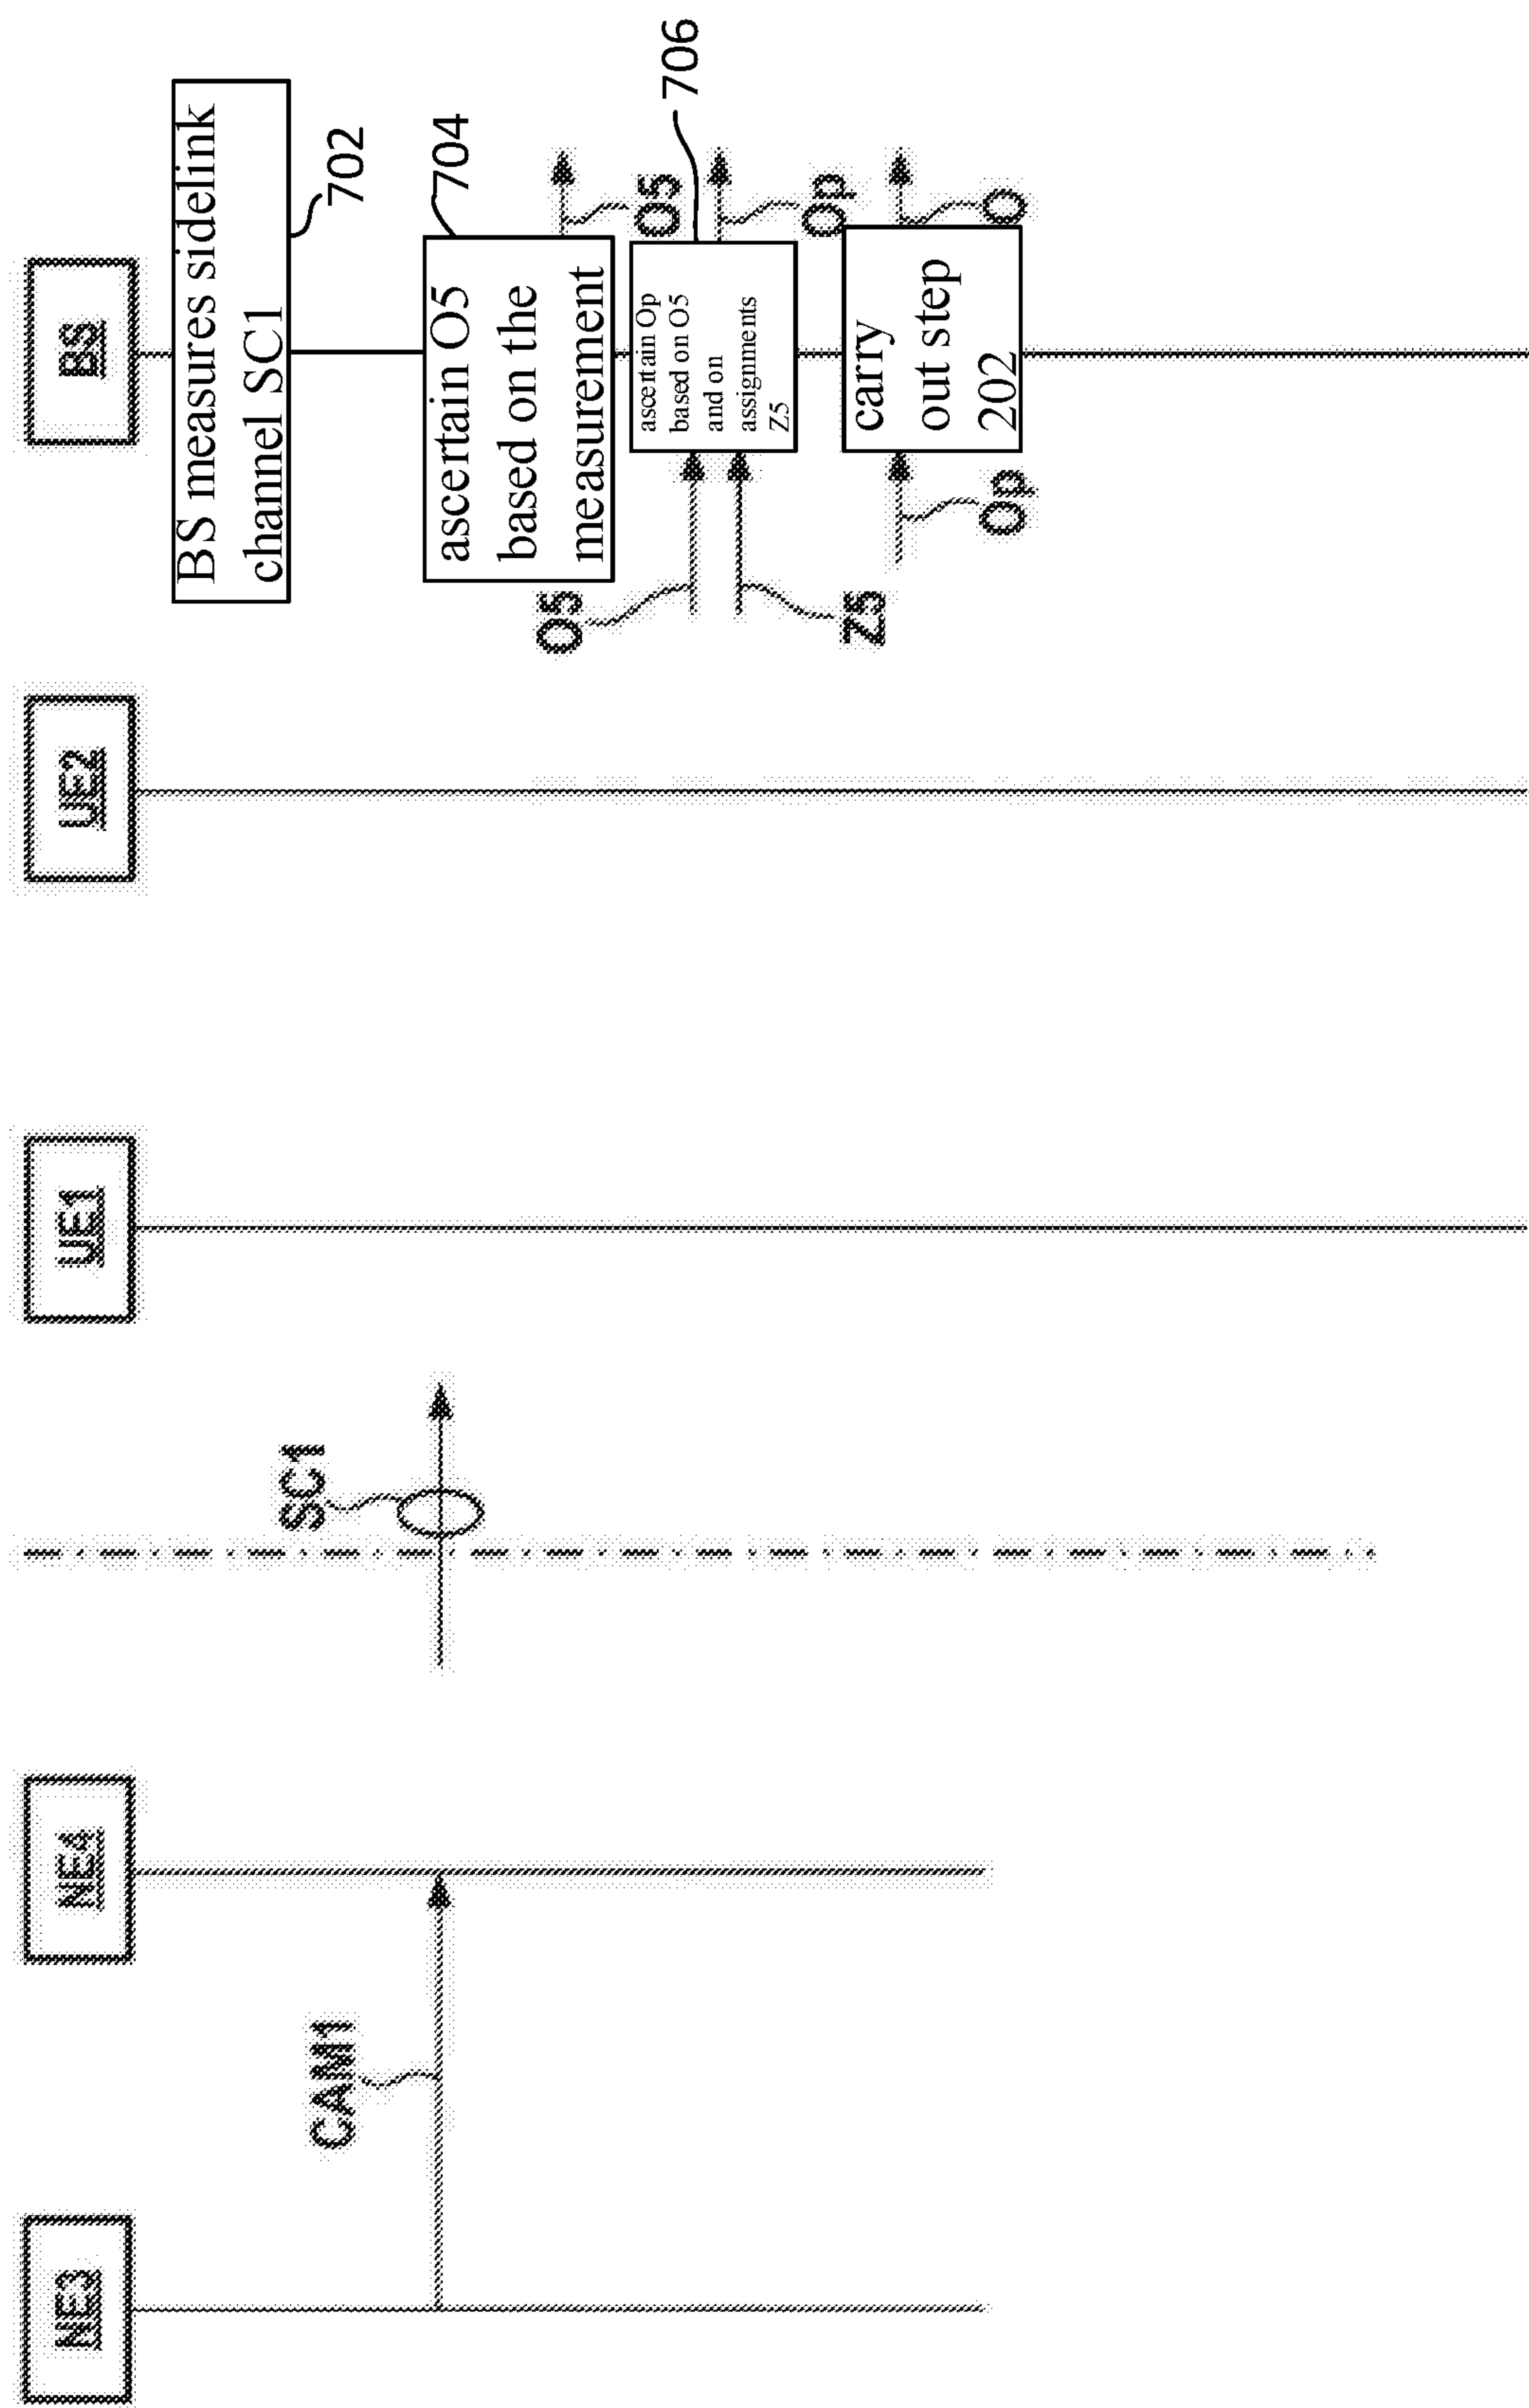 NE3
NE4
UE1
UE2
BS
BS measures sidelink
channel SC1
702
CAM1
SC1
704
ascertain O5
based on the
measurement
O5
O5
706
ascertain Op
based on O5
and on
assignments
Z5
Z5
Op
carry
out step
202
Op
O